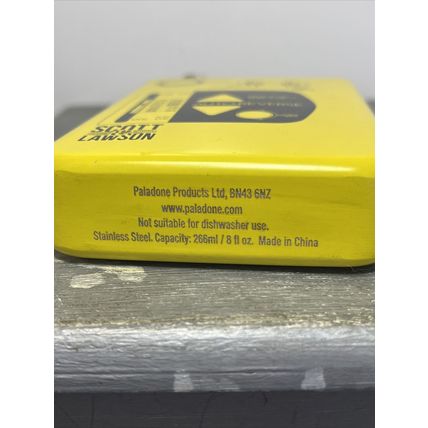 SCOTT
LAWSON
Paladone Products Ltd, BN43 6NZ
www.paladone.com
Not suitable for dishwasher use.
Stainless Steel. Capacity: 266ml / 8 fl oz. Made in China